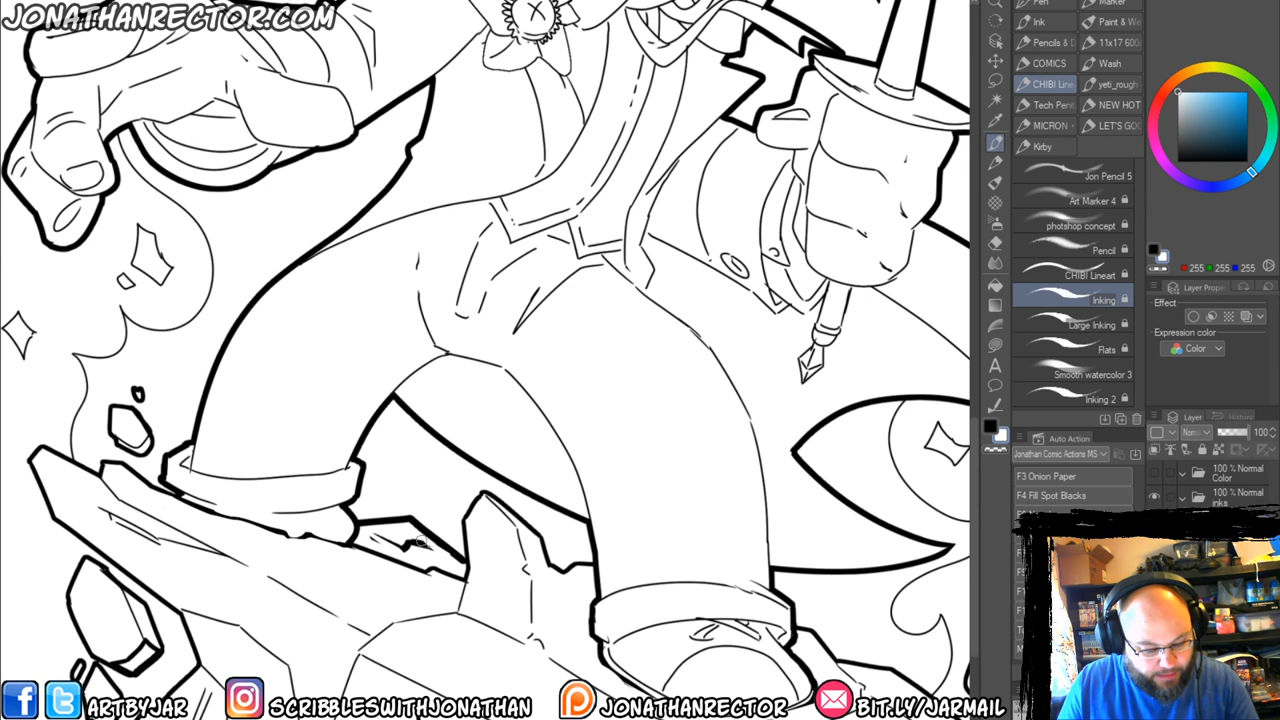 JONATHANRECTOR.COM
Pen
Marker
Ink
Paint & We
Pencils & D
11x17 600
COMICS
Wash
CHIBI Line
yeti_rough
Tech Pen
NEW HOT
MICRON
LET'S GO
Kirby
Jon Pencil 5
Art Marker 4
photshop concept
Pencil
CHIBI Lineart
Inking
Large Inking
Flats
Smooth watercolor 3
Inking 2
255 255 255
Layer Prope
Effect
Expression color
Color
Layer
History
Norm
100
Auto Action
Jonathan Comic Actions MS
F3 Onion Paper
F4 Fill Spot Blacks
100 % Normal
Color
100 % Normal
inks
ARTBYJAR
SCRIBBLESWITHJONATHAN
JONATHANRECTOR
BIT.LY/JARMAIL